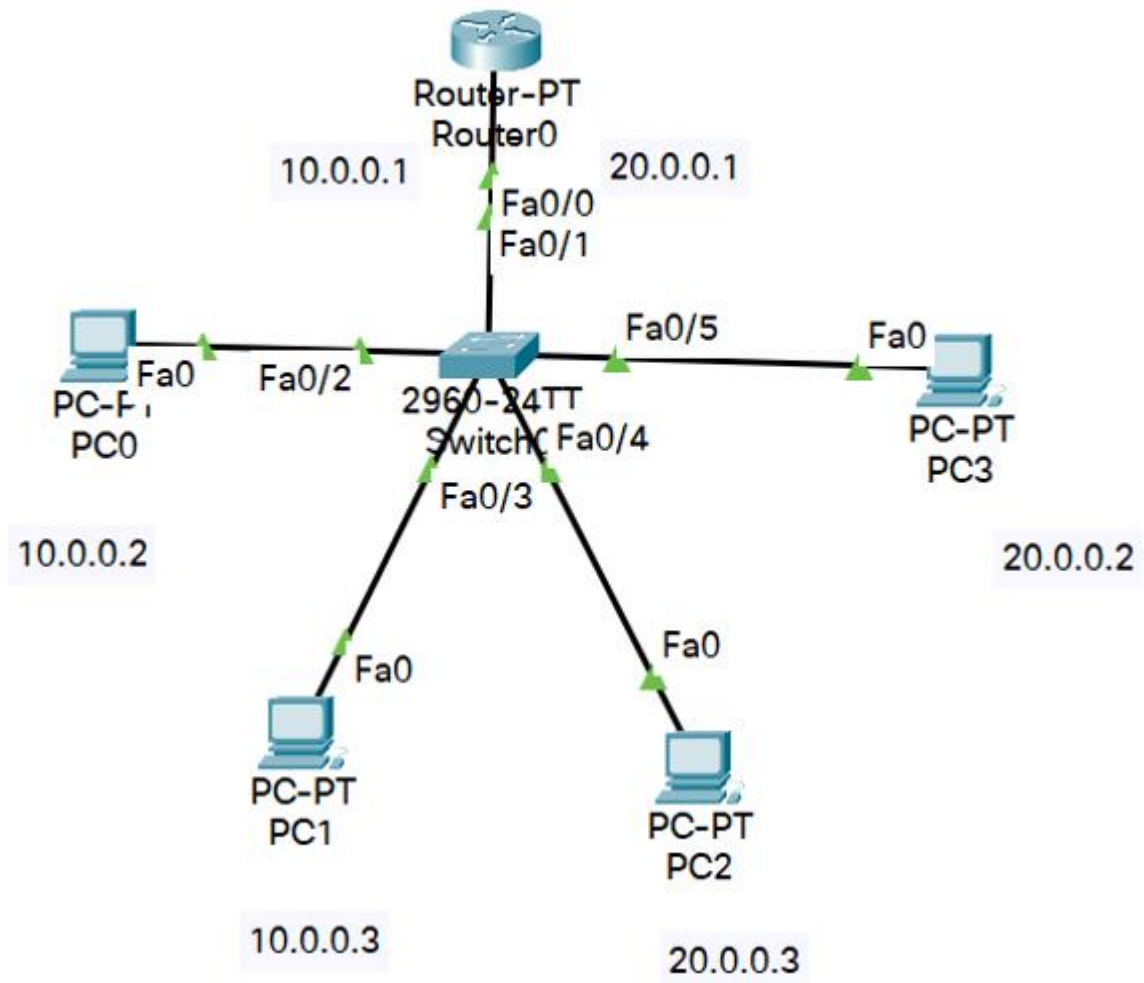 Router-PT
Router0
10.0.0.1
20.0.0.1
Fa0/0
Fa0/1
Fa0/5
Fa0
Fa0
Fa0/2
PC0
2960-24TT
Fa0/4
PC-PT
PC3
Fa0/3
10.0.0.2
20.0.0.2
Fa0
Fa0
PC-PT
PC1
PC-PT
PC2
10.0.0.3
20.0.0.3